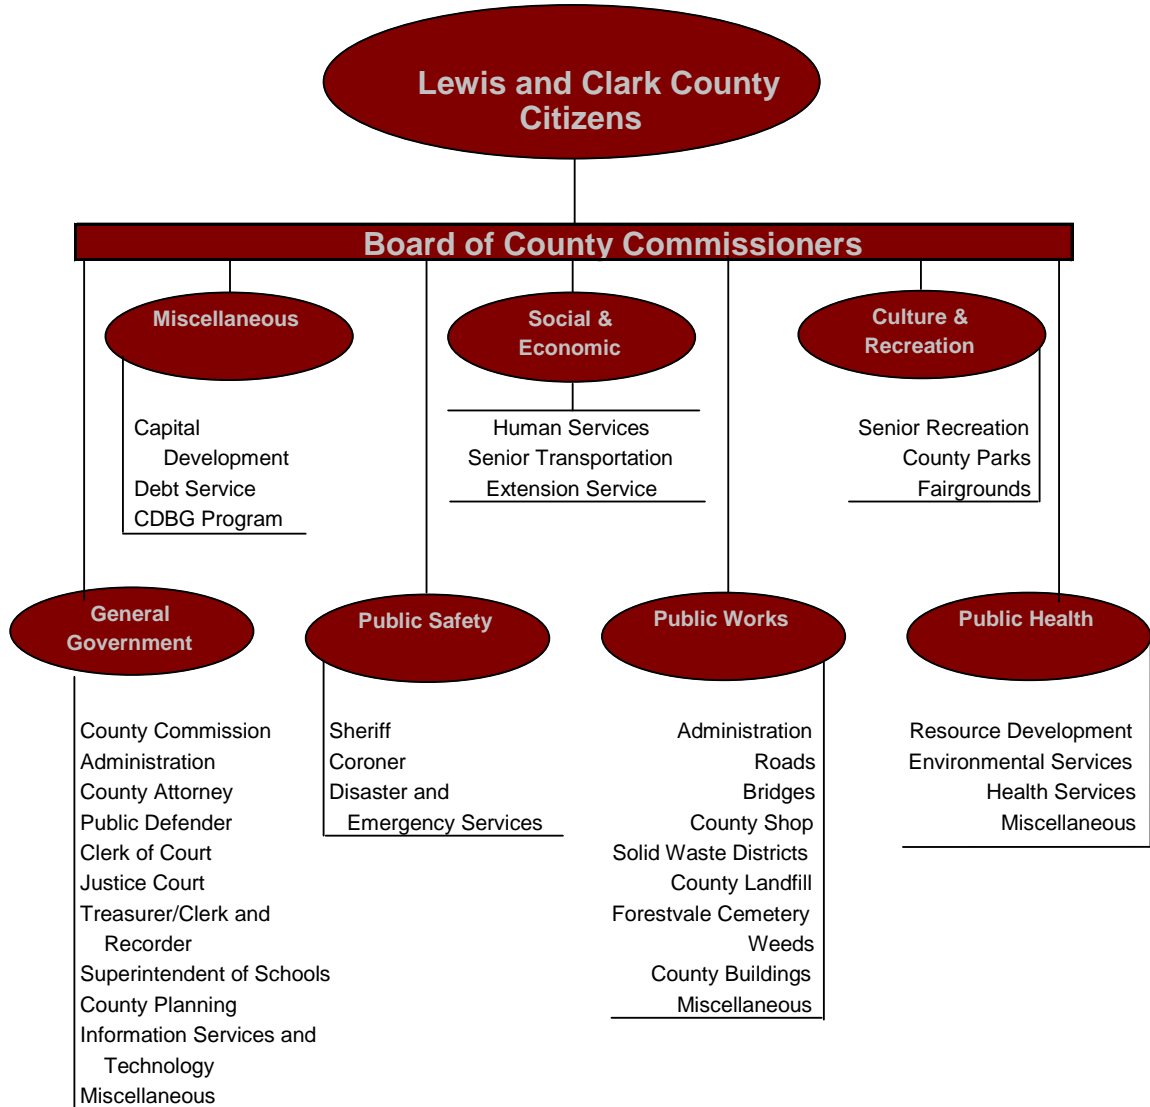 Lewis and Clark County
Citizens
Board of County Commissioners
Miscellaneous
Capital
Development
Debt Service
CDBG Program
Social &
Economic
Human Services
Senior Transportation
Extension Service
Culture &
Recreation
Senior Recreation
County Parks
Fairgrounds
General
Government
County Commission
Administration
County Attorney
Public Defender
Clerk of Court
Justice Court
Treasurer/Clerk and
Recorder
Superintendent of Schools
County Planning
Information Services and
Technology
Miscellaneous
Public Safety
Sheriff
Coroner
Disaster and
Emergency Services
Public Works
Administration
Roads
Bridges
County Shop
Solid Waste Districts
County Landfill
Forestvale Cemetery
Weeds
County Buildings
Miscellaneous
Public Health
Resource Development
Environmental Services
Health Services
Miscellaneous